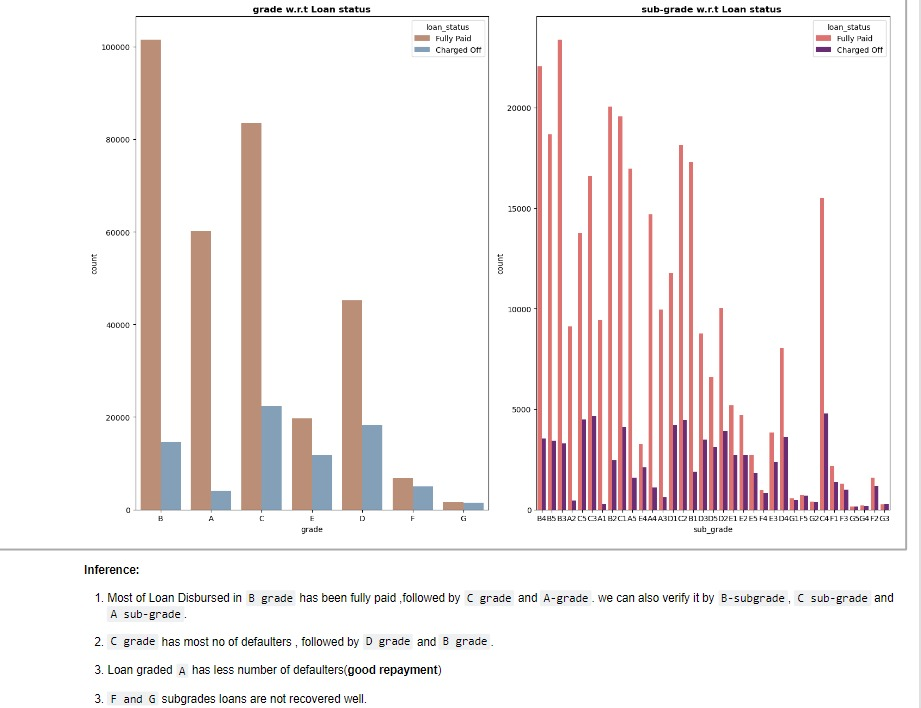 grade w.r.t Loan status
loan_status
Fully Paid
Charged Off
100000
80000
60000
40000
20000
0
count
B A C E D F G
grade
sub-grade w.r.t Loan status
loan_status
Fully Paid
Charged Off
20000
15000
10000
5000
0
count
B4B5B3A2C5C3A1B2C1A5E4A4A3D1C2B1D3D5D2E1E2E5F4E3D4G1F5G2C4F1F3G5G4F2G3
sub_grade
Inference:
1. Most of Loan Disbursed in B grade has been fully paid ,followed by C grade and A-grade . we can also verify it by B-subgrade , C sub-grade and
A sub-grade .
2. C grade has most no of defaulters , followed by D grade and B grade .
3. Loan graded A has less number of defaulters(good repayment)
3. F and G subgrades loans are not recovered well.